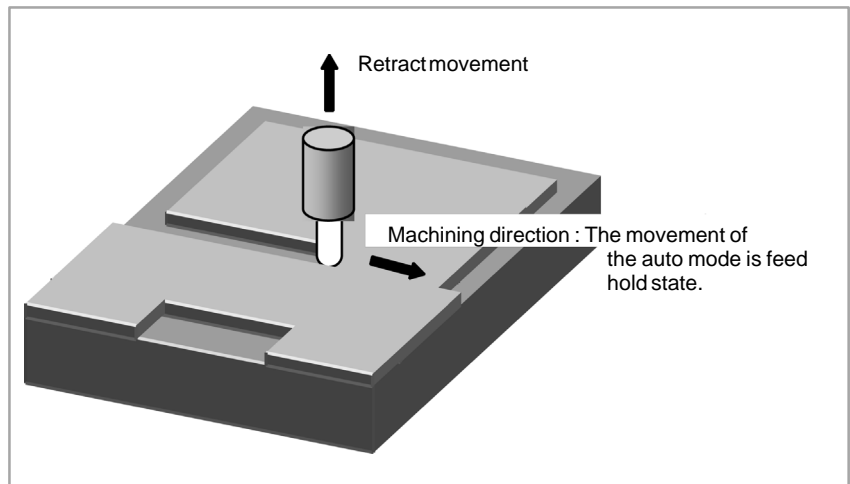 Retract movement
Machining direction : The movement of
the auto mode is feed
hold state.